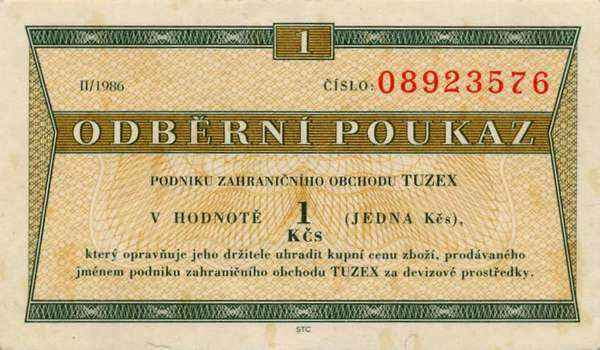 1
II/1986 ČÍSLO: 08923576
ODBĚRNÍ POUKAZ
PODNIKU ZAHRANIČNÍHO OBCHODU TUZEX
V HODNOTĚ 1 (JEDNA Kčs),
KČS
který opravňuje jeho držitele uhradit kupní cenu zboží, prodávaného
jménem podniku zahraničního obchodu TUZEX za devizové prostředky.
STC